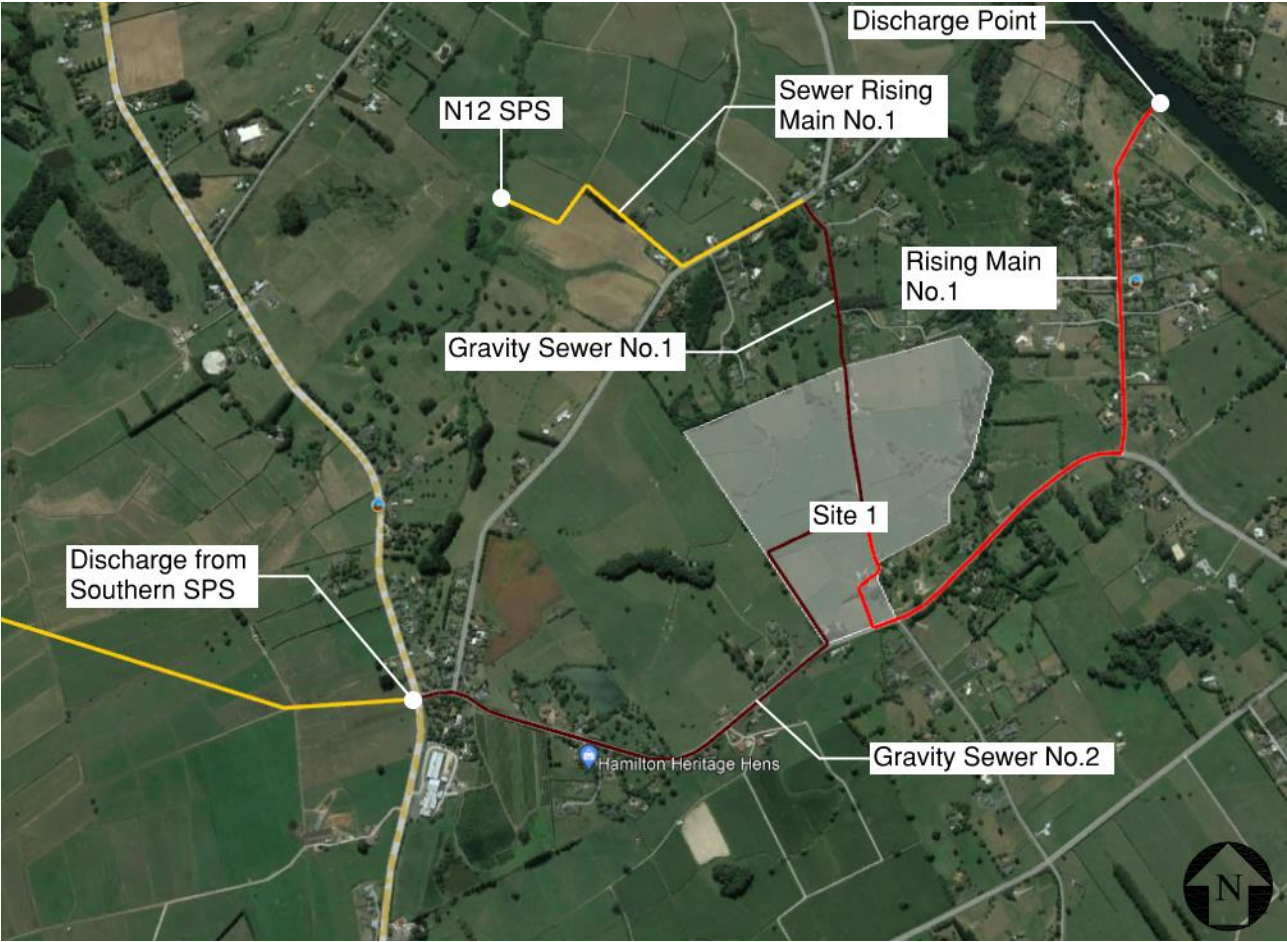 Discharge Point
Sewer Rising
Main No.1
N12 SPS
Rising Main
No.1
Gravity Sewer No.1
Site 1
Discharge from
Southern SPS
Gravity Sewer No.2
Hamilton Heritage Hens
N